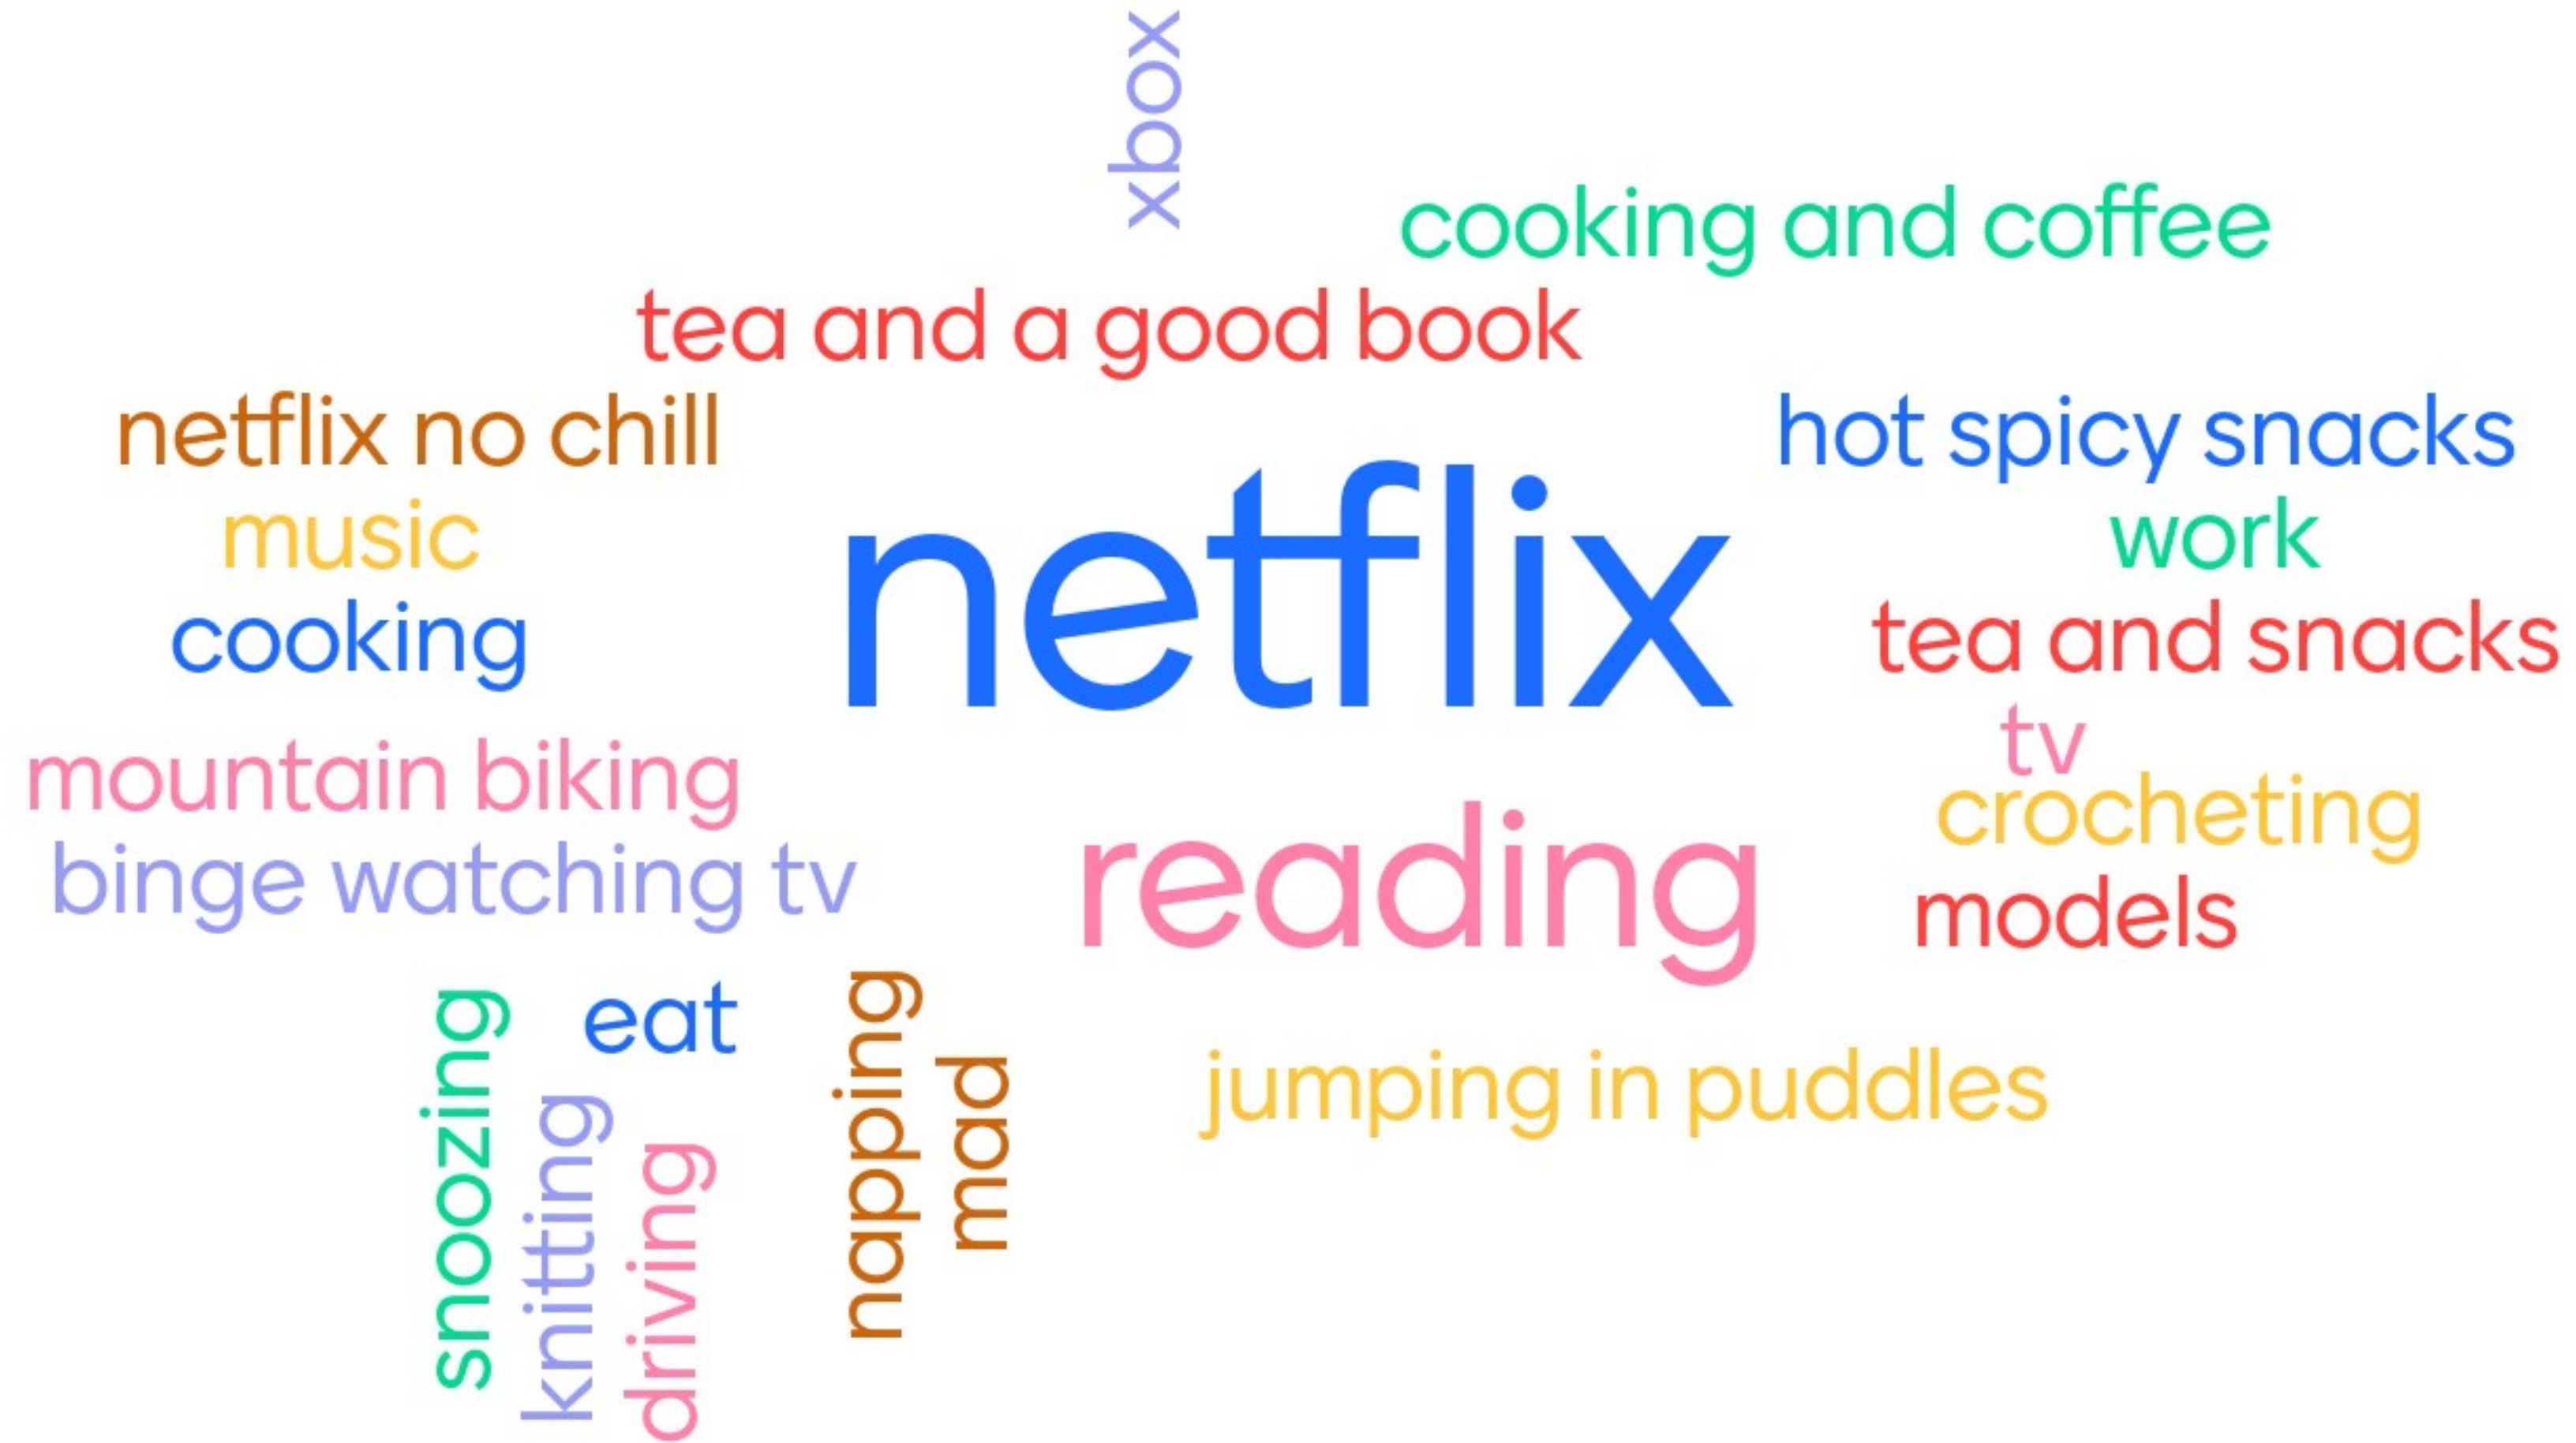 xbox
cooking and coffee
tea and a good book
netflix no chill
hot spicy snacks
netflix
music
work
cooking
tea and snacks
tv
mountain biking
crocheting
binge watching tv
reading
models
snoozing
eat
napping
mad
jumping in puddles
knitting
driving